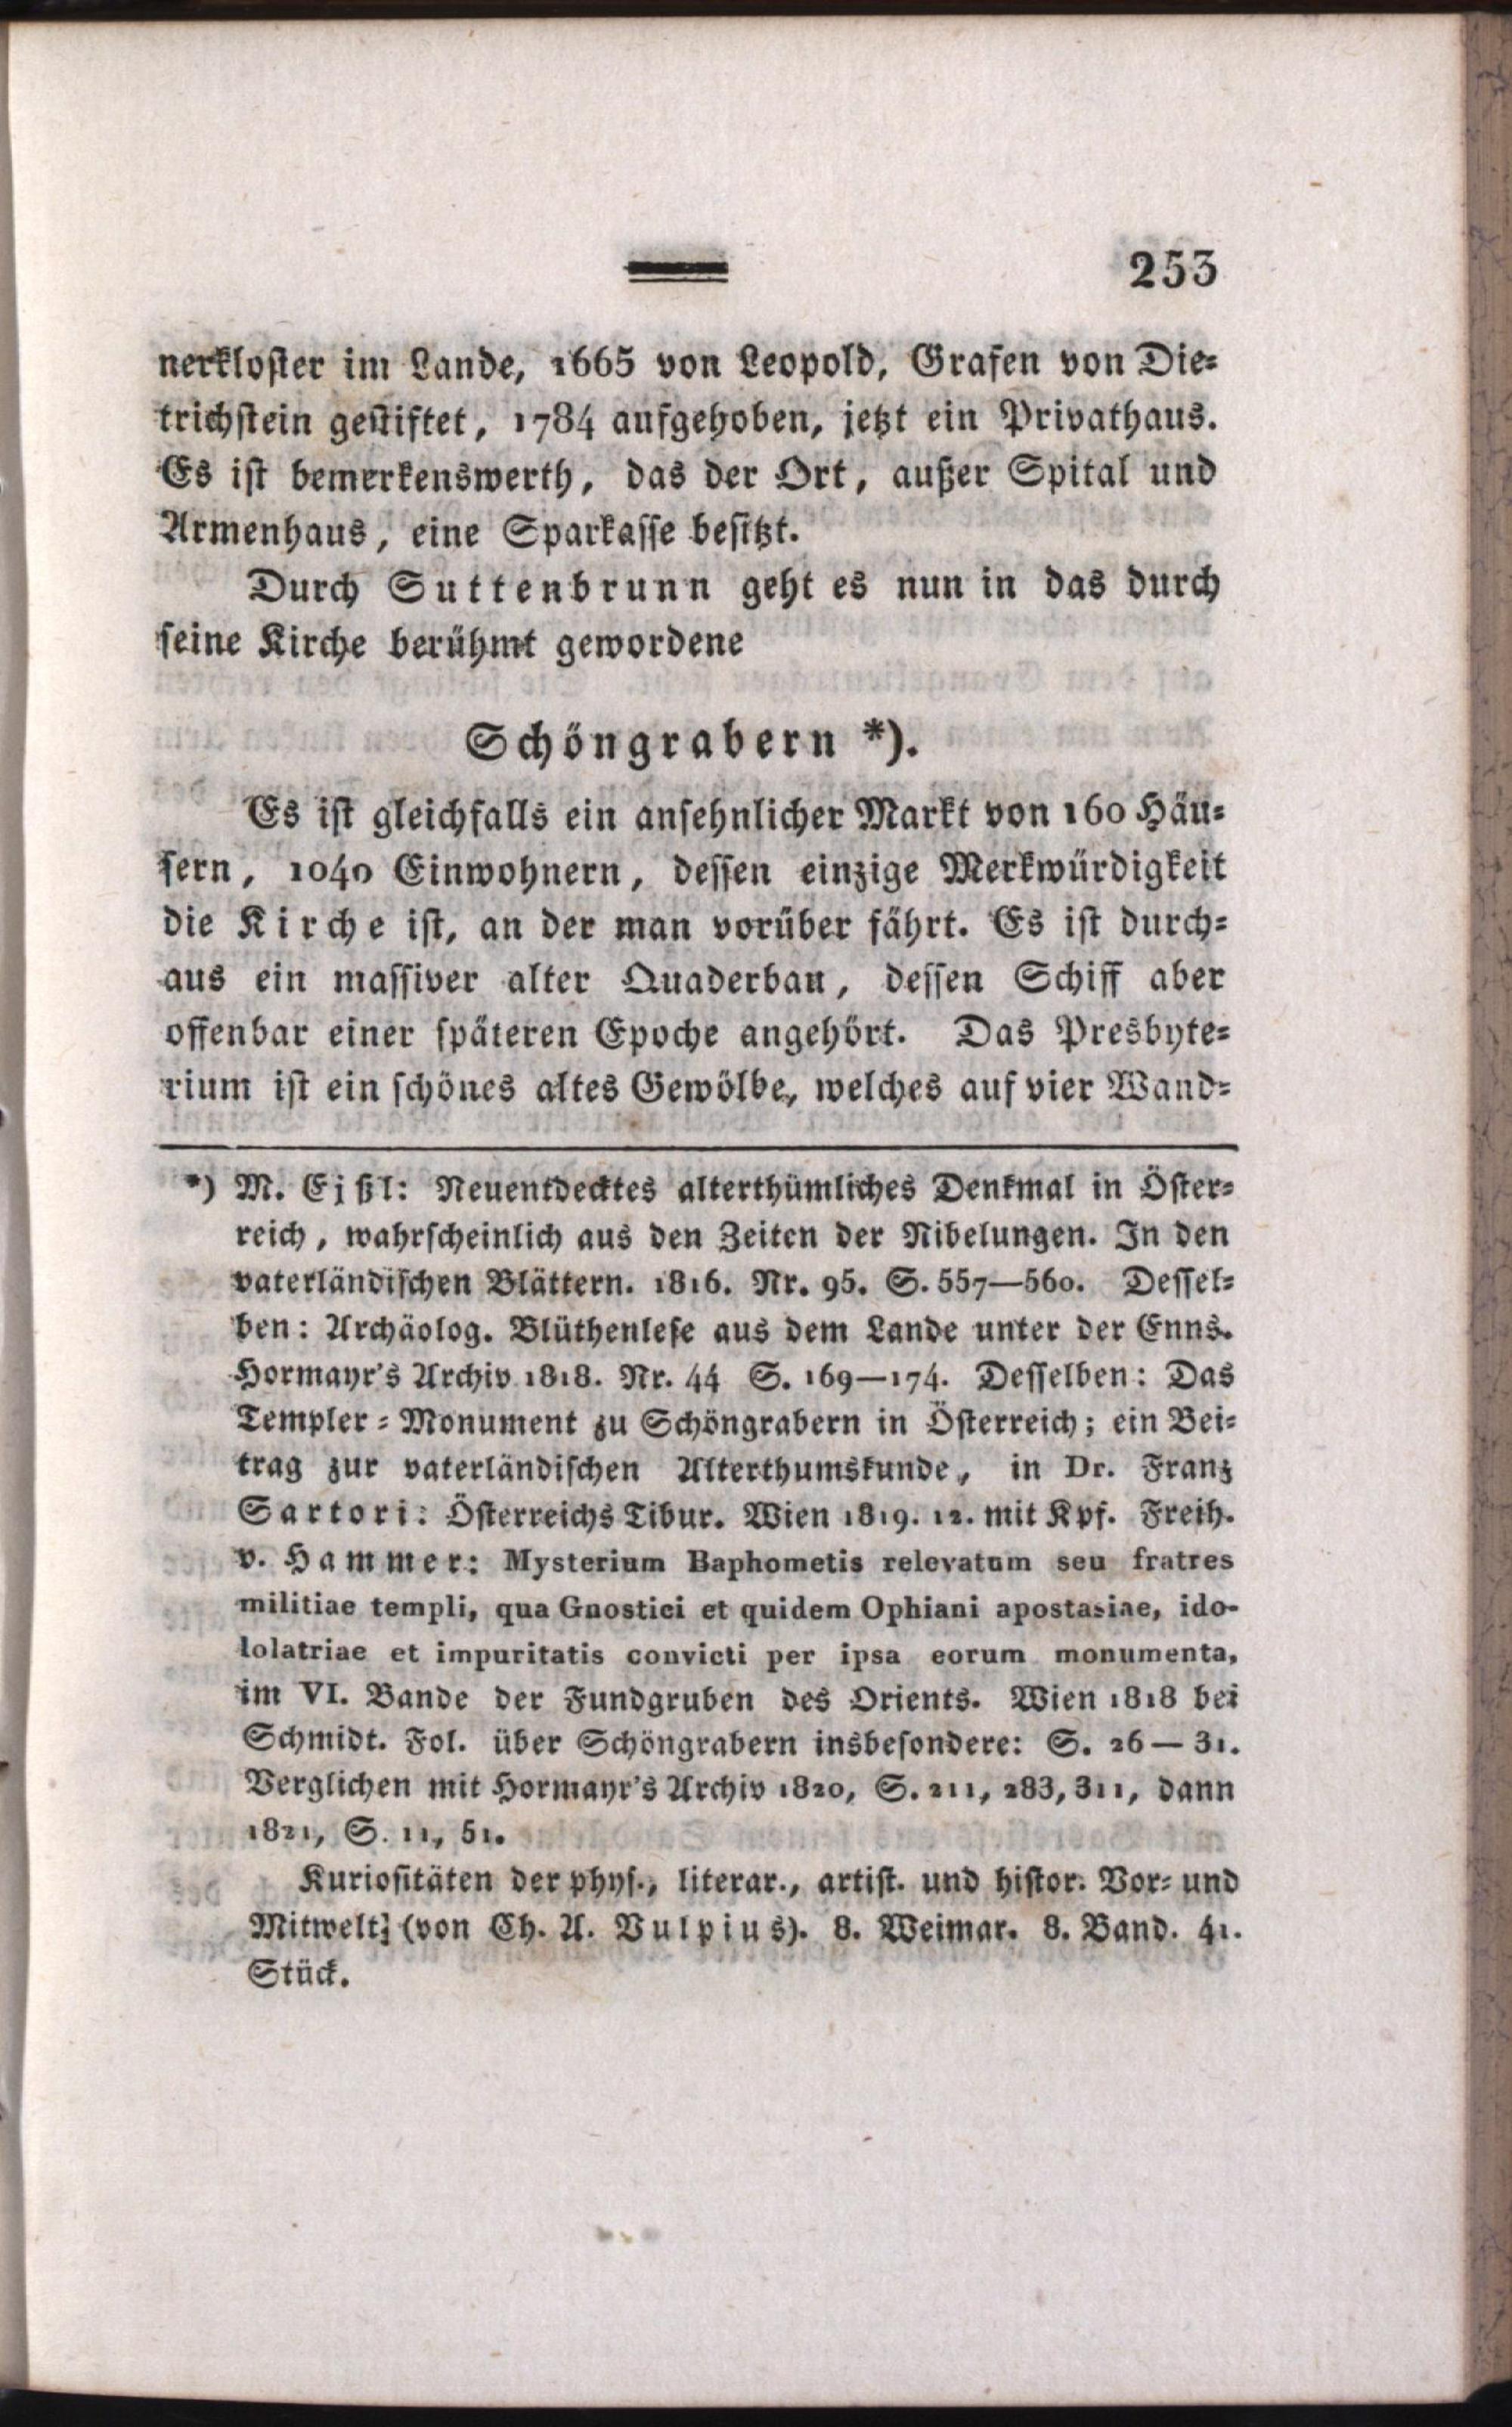 253
nerkloster im Lande, 1665 von Leopold, Grafen von Die-
trichstein gestiftet, 1784 aufgehoben, jetzt ein Privathaus.
Es ist bemerkenswerth, das der Ort, außer Spital und
Armenhaus, eine Sparkasse besitzt.
Durch Suttenbrunn geht es nun in das durch
seine Kirche berühmt gewordene
Schöngrabern *).
Es ist gleichfalls ein ansehnlicher Markt von 160 Häu-
sern, 1040 Einwohnern, dessen einzige Merkwürdigkeit
die Kirche ist, an der man vorüber fährt. Es ist durch-
aus ein massiver alter Quaderbau, dessen Schiff aber
offenbar einer späteren Epoche angehört. Das Presbyte-
rium ist ein schönes altes Gewölbe, welches auf vier Wand-
*) M. Ejßl: Neuentdecktes alterthümliches Denkmal in Öster-
reich, wahrscheinlich aus den Zeiten der Nibelungen. In den
vaterländischen Blättern. 1816. Nr. 95. S. 557—560. Dessel-
ben: Archäolog. Blüthenlese aus dem Lande unter der Enns.
Hormayr's Archiv 1818. Nr. 44 S. 169—174. Desselben: Das
Templer-Monument zu Schöngrabern in Österreich; ein Bei-
trag zur vaterländischen Alterthumskunde, in Dr. Franz
Sartori: Österreichs Tibur. Wien 1819. 12. mit Kpf. Freih.
v. Hammer: Mysterium Baphometis relevatum seu fratres
militiae templi, qua Gnostici et quidem Ophiani apostasiae, ido-
lolatriae et impuritatis convicti per ipsa eorum monumenta,
im VI. Bande der Fundgruben des Orients. Wien 1818 bei
Schmidt. Fol. über Schöngrabern insbesondere: S. 26—31.
Verglichen mit Hormayr's Archiv 1820, S. 211, 283, 311, dann
1821, S. 11, 51.
Kuriositäten der phys., literar., artist. und histor. Vor- und
Mitwelt (von Ch. A. Vulpius). 8. Weimar. 8. Band. 41.
Stück.